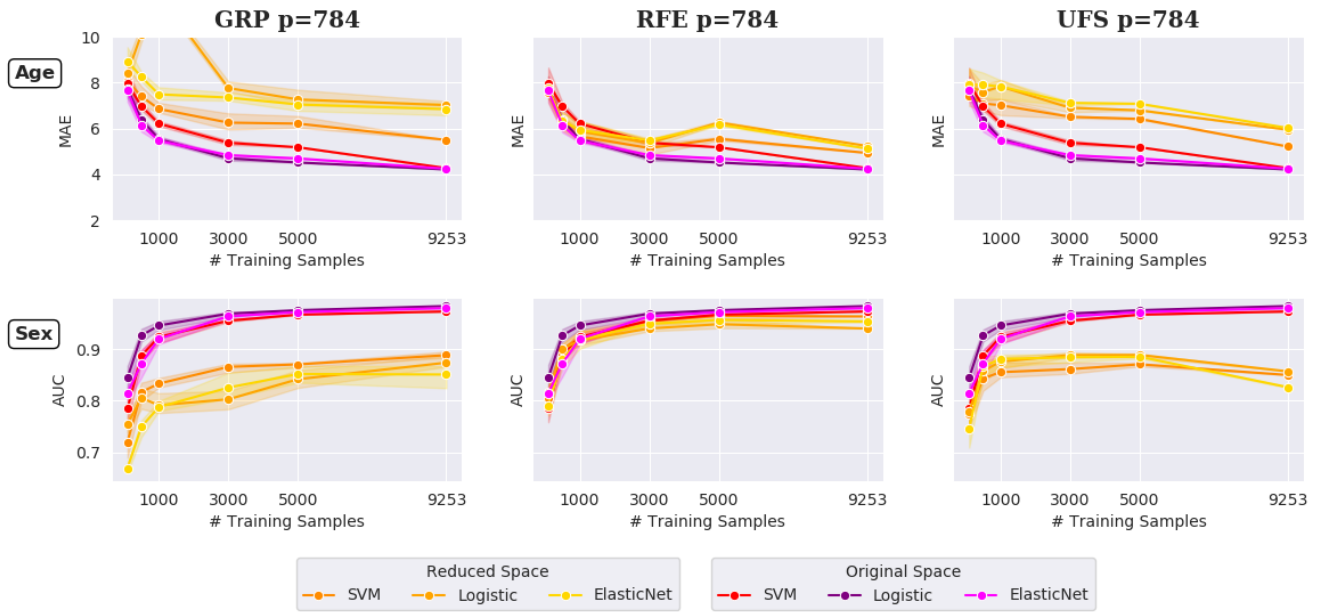 GRP p=784 RFE p=784 UFS p=784
Age
MAE MAE MAE
10
8
6
4
2
1000 3000 5000 9253 1000 3000 5000 9253 1000 3000 5000 9253
# Training Samples # Training Samples # Training Samples
Sex
AUC AUC AUC
0.9
0.8
0.7
1000 3000 5000 9253 1000 3000 5000 9253 1000 3000 5000 9253
# Training Samples # Training Samples # Training Samples
Reduced Space Original Space
SVM Logistic ElasticNet SVM Logistic ElasticNet